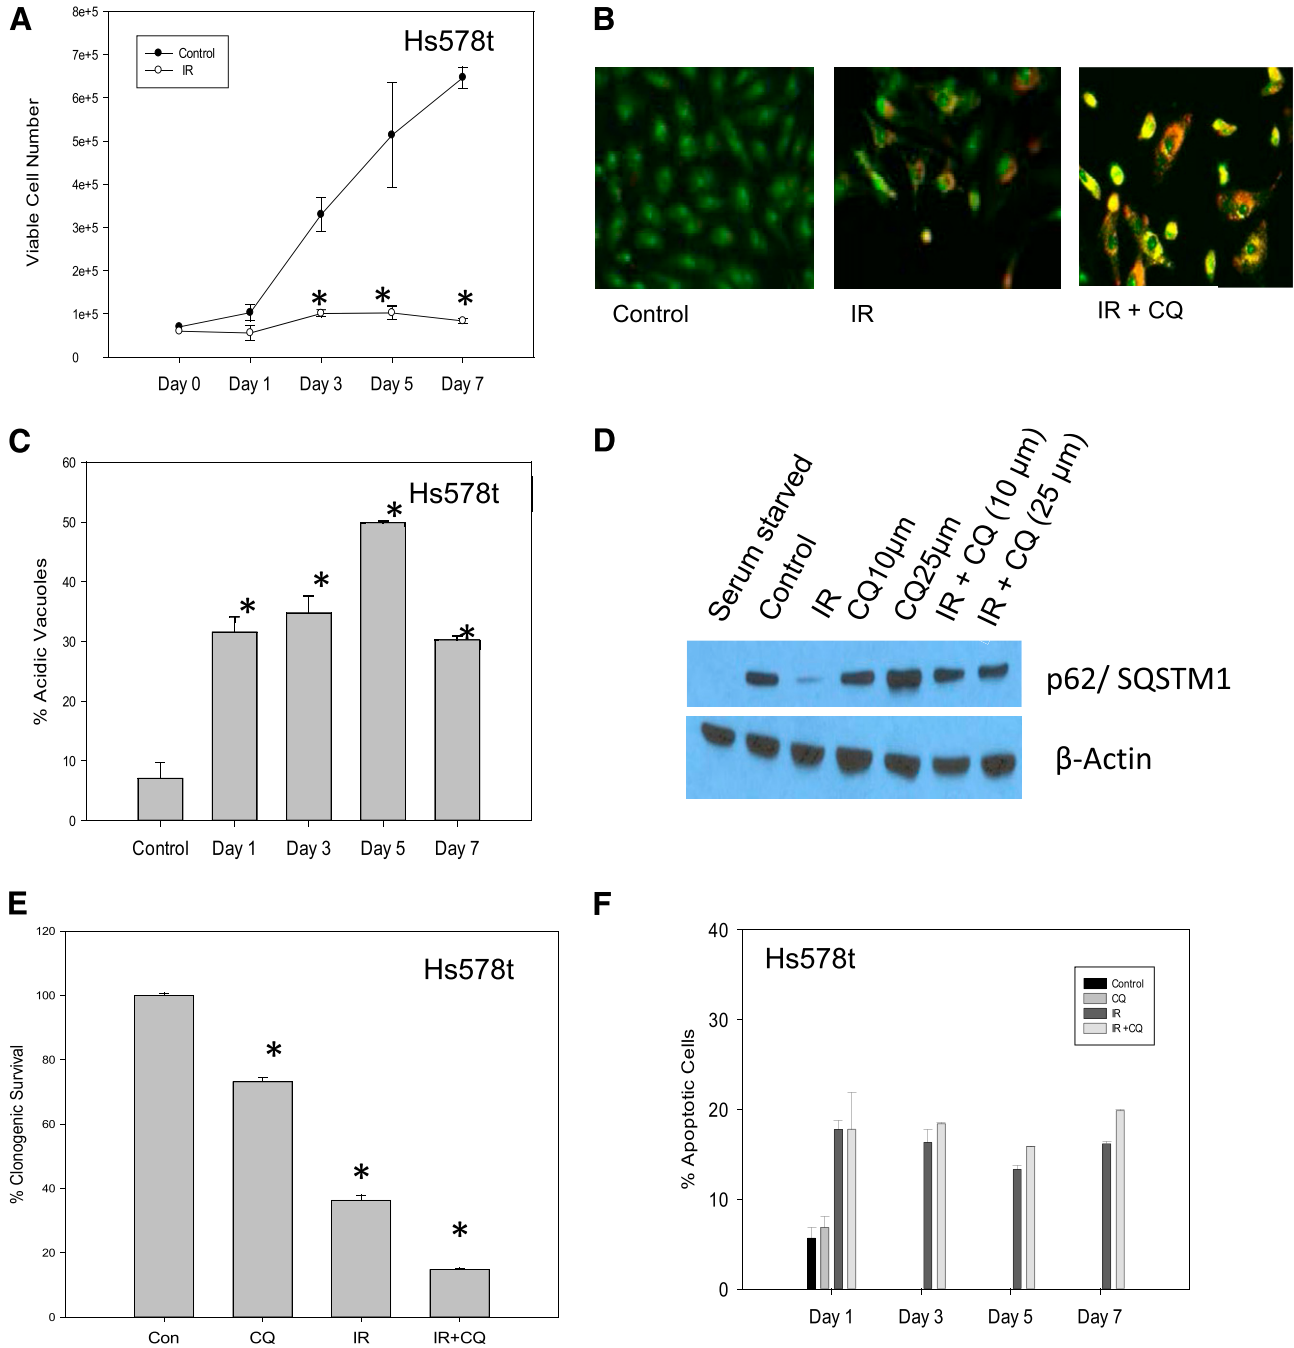 A
Hs578t
Control
IR
8e+5
7e+5
6e+5
5e+5
4e+5
3e+5
2e+5
1e+5
0
Viable Cell Number
* * *
Day 0 Day 1 Day 3 Day 5 Day 7
B
Control
IR
IR + CQ
C
Hs578t
60
50
40
30
20
10
0
% Acidic Vacuoles
* * * *
Control Day 1 Day 3 Day 5 Day 7
D
Serum starved
Control
IR
CQ10µm
CQ25µm
IR + CQ (10 µm)
IR + CQ (25 µm)
p62/ SQSTM1
β-Actin
E
Hs578t
120
100
80
60
40
20
0
% Clonogenic Survival
* * *
Con CQ IR IR+CQ
F
Hs578t
Control
CQ
IR
IR +CQ
40
30
20
10
0
% Apoptotic Cells
Day 1 Day 3 Day 5 Day 7